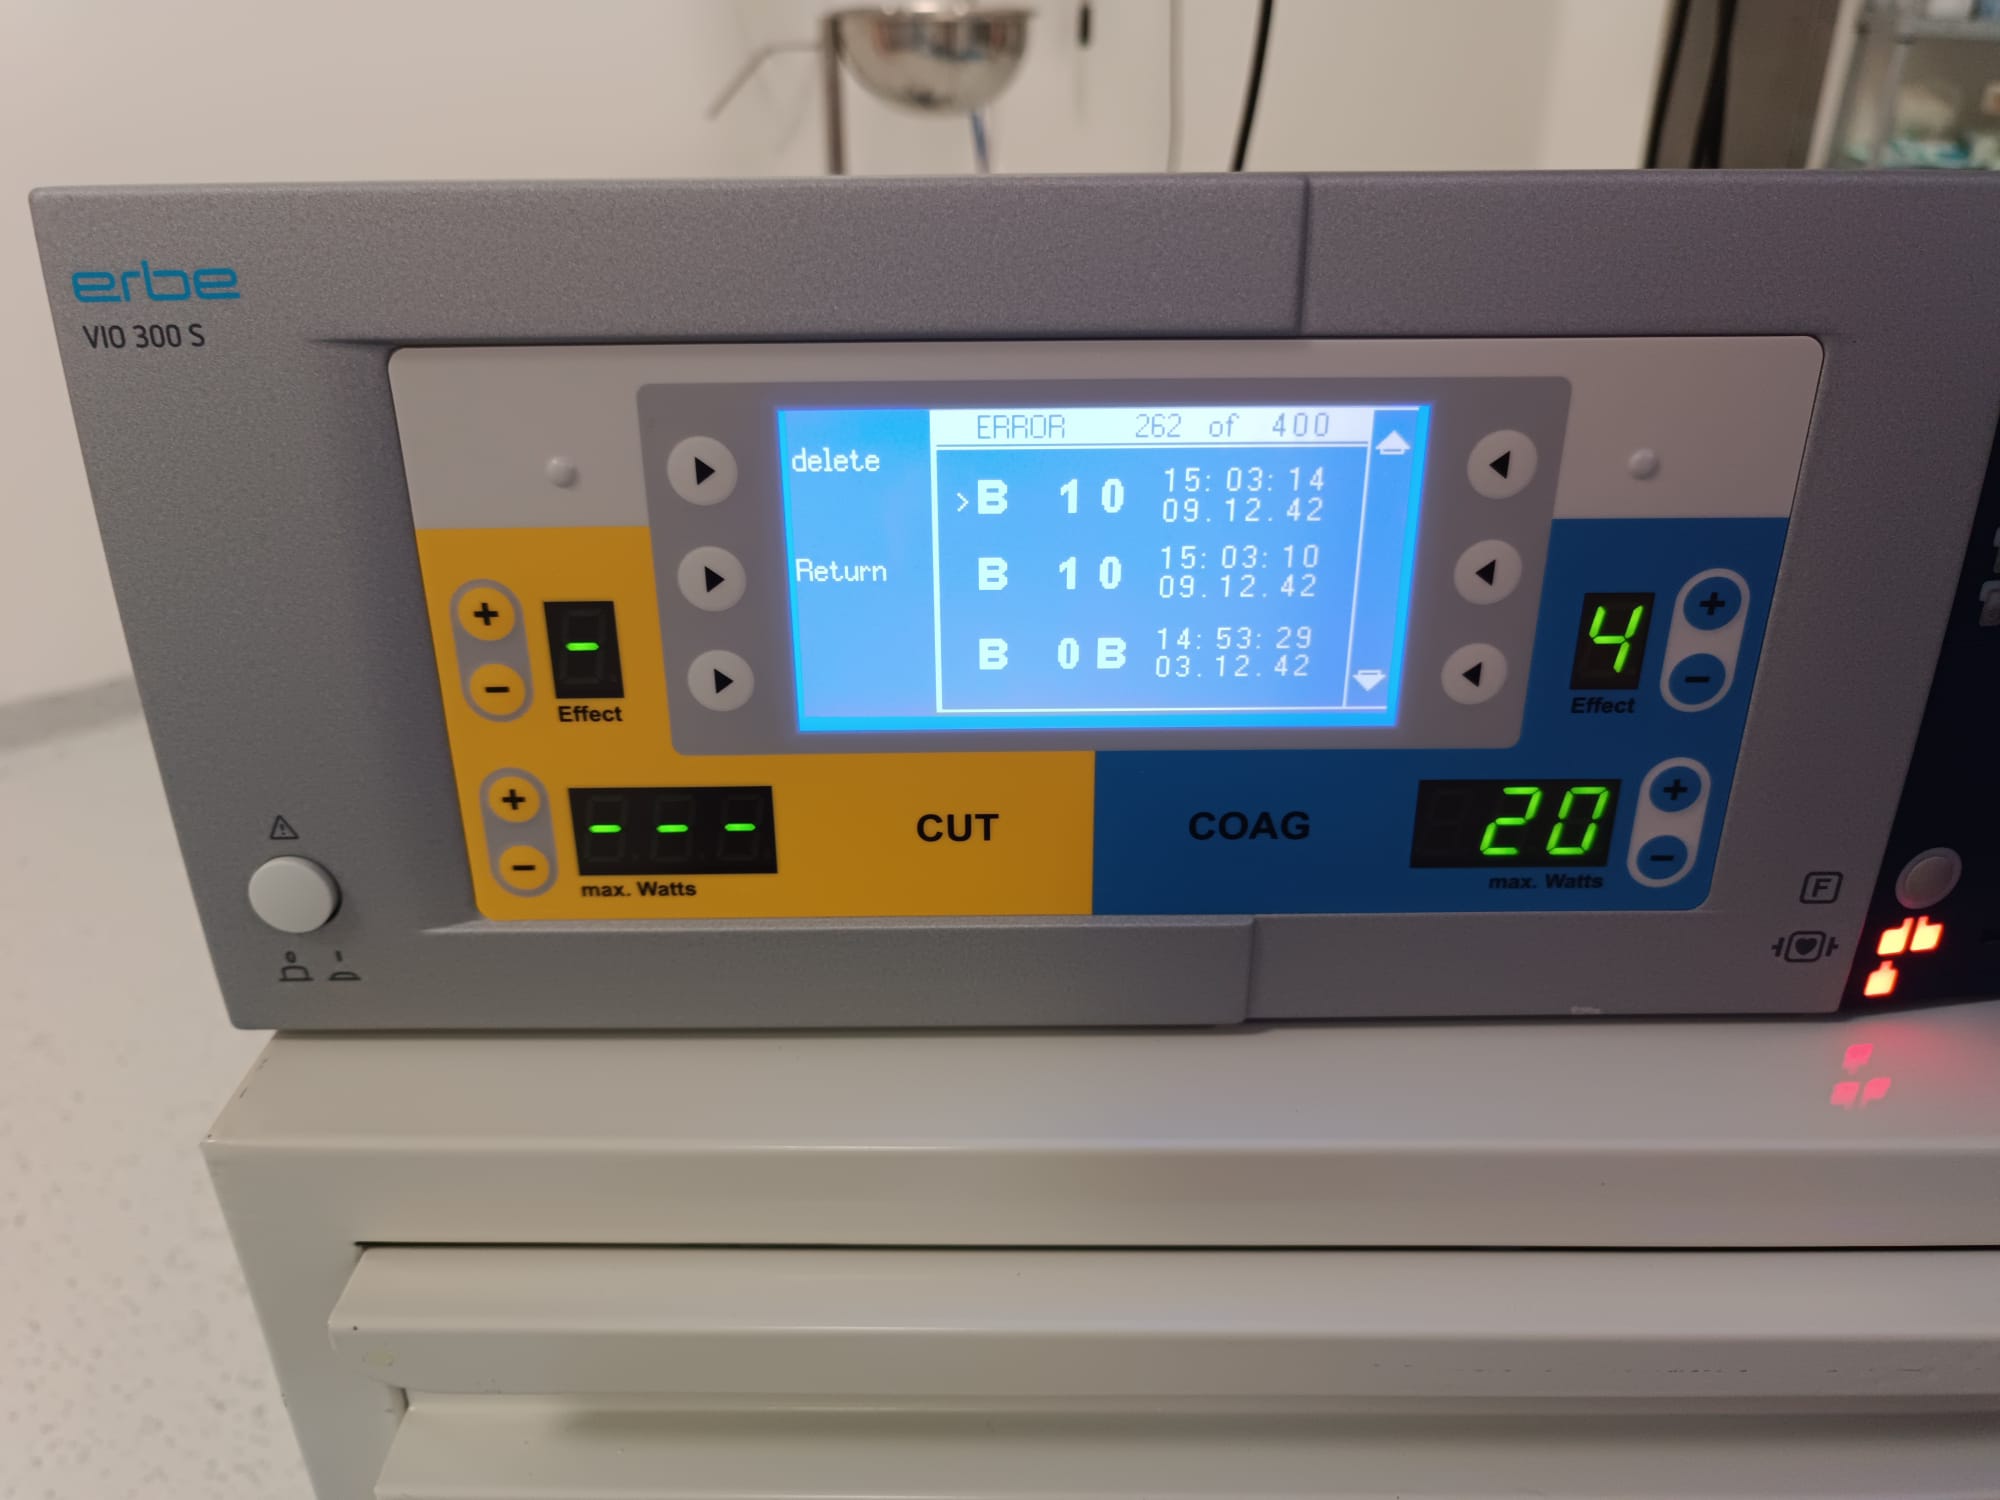 erbe
VIO 300 S
ERROR 262 of 400
delete
>B 10 15:03:14
09.12.42
Return
B 10 15:03:10
09.12.42
B 0B 14:53:29
03.12.42
+
-
-
Effect
4
+
-
Effect
+
-
---
max. Watts
CUT
COAG
20
max. Watts
+
-
F